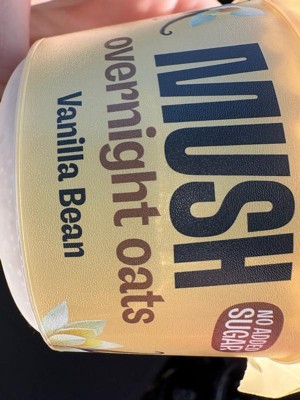 MUSH
overnight oats
Vanilla Bean
NO ADDED
SUGAR